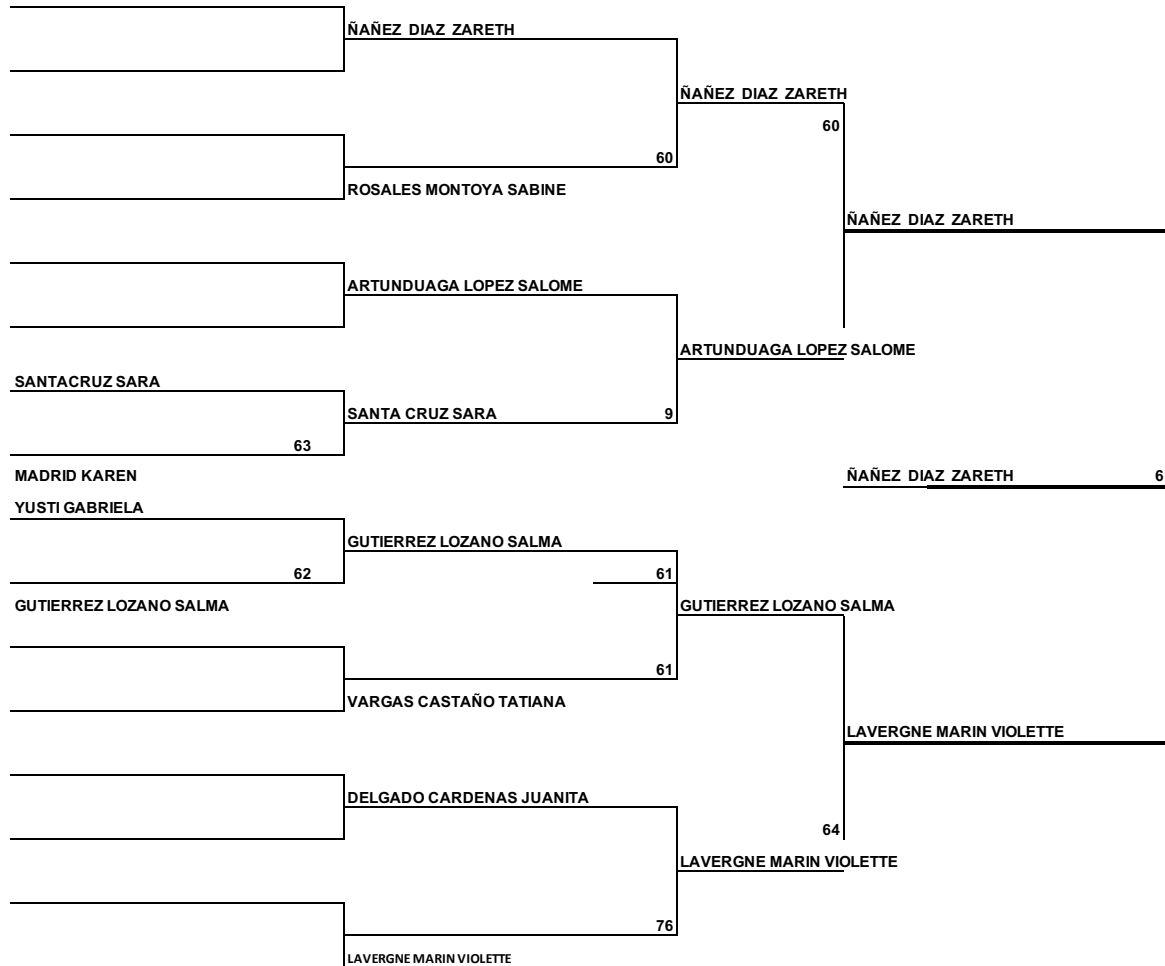 ÑAÑEZ DIAZ ZARETH
ÑAÑEZ DIAZ ZARETH
60
60
ROSALES MONTOYA SABINE
ÑAÑEZ DIAZ ZARETH
ARTUNDUAGA LOPEZ SALOME
ARTUNDUAGA LOPEZ SALOME
SANTACRUZ SARA
SANTA CRUZ SARA 9
63
MADRID KAREN
ÑAÑEZ DIAZ ZARETH 6
YUSTI GABRIELA
GUTIERREZ LOZANO SALMA
62
61
GUTIERREZ LOZANO SALMA
GUTIERREZ LOZANO SALMA
61
VARGAS CASTAÑO TATIANA
LAVERGNE MARIN VIOLETTE
DELGADO CARDENAS JUANITA
64
LAVERGNE MARIN VIOLETTE
76
LAVERGNE MARIN VIOLETTE